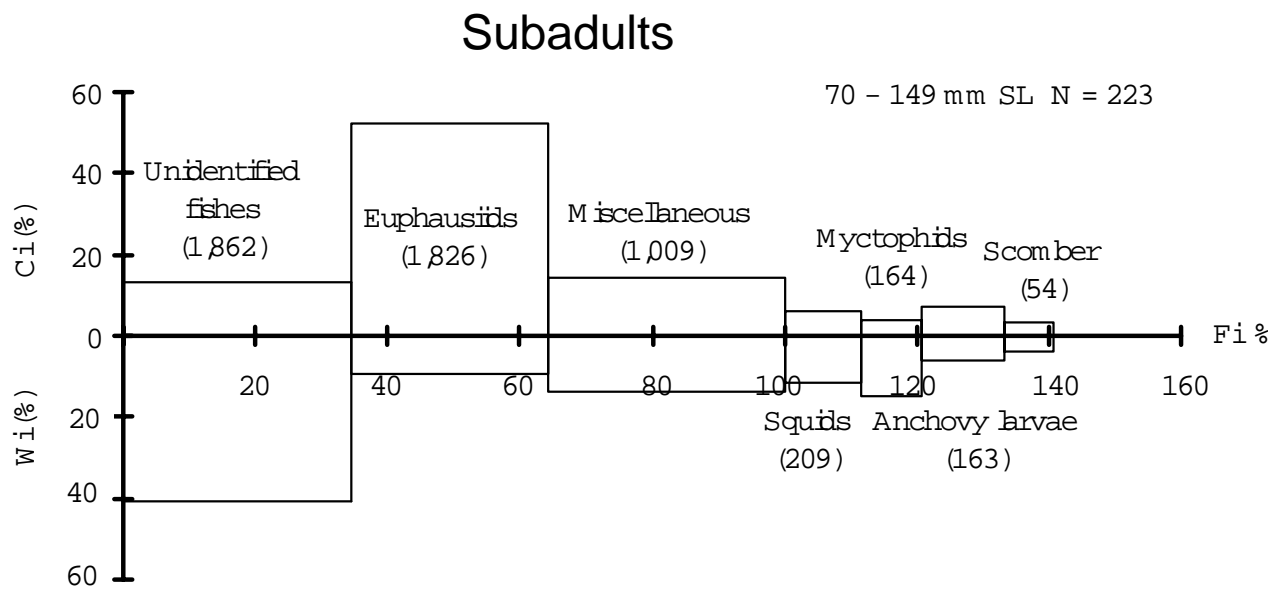 Subadults
70 - 149 mm SL N = 223
60
40
20
0
20
40
60
Ci(%)
Wi(%)
Unidentified
fishes
(1,862)
Euphausiids
(1,826)
Miscellaneous
(1,009)
Myctophids
(164)
Scomber
(54)
Fi%
20 40 60 80 100 120 140 160
Squids
(209)
Anchovy larvae
(163)